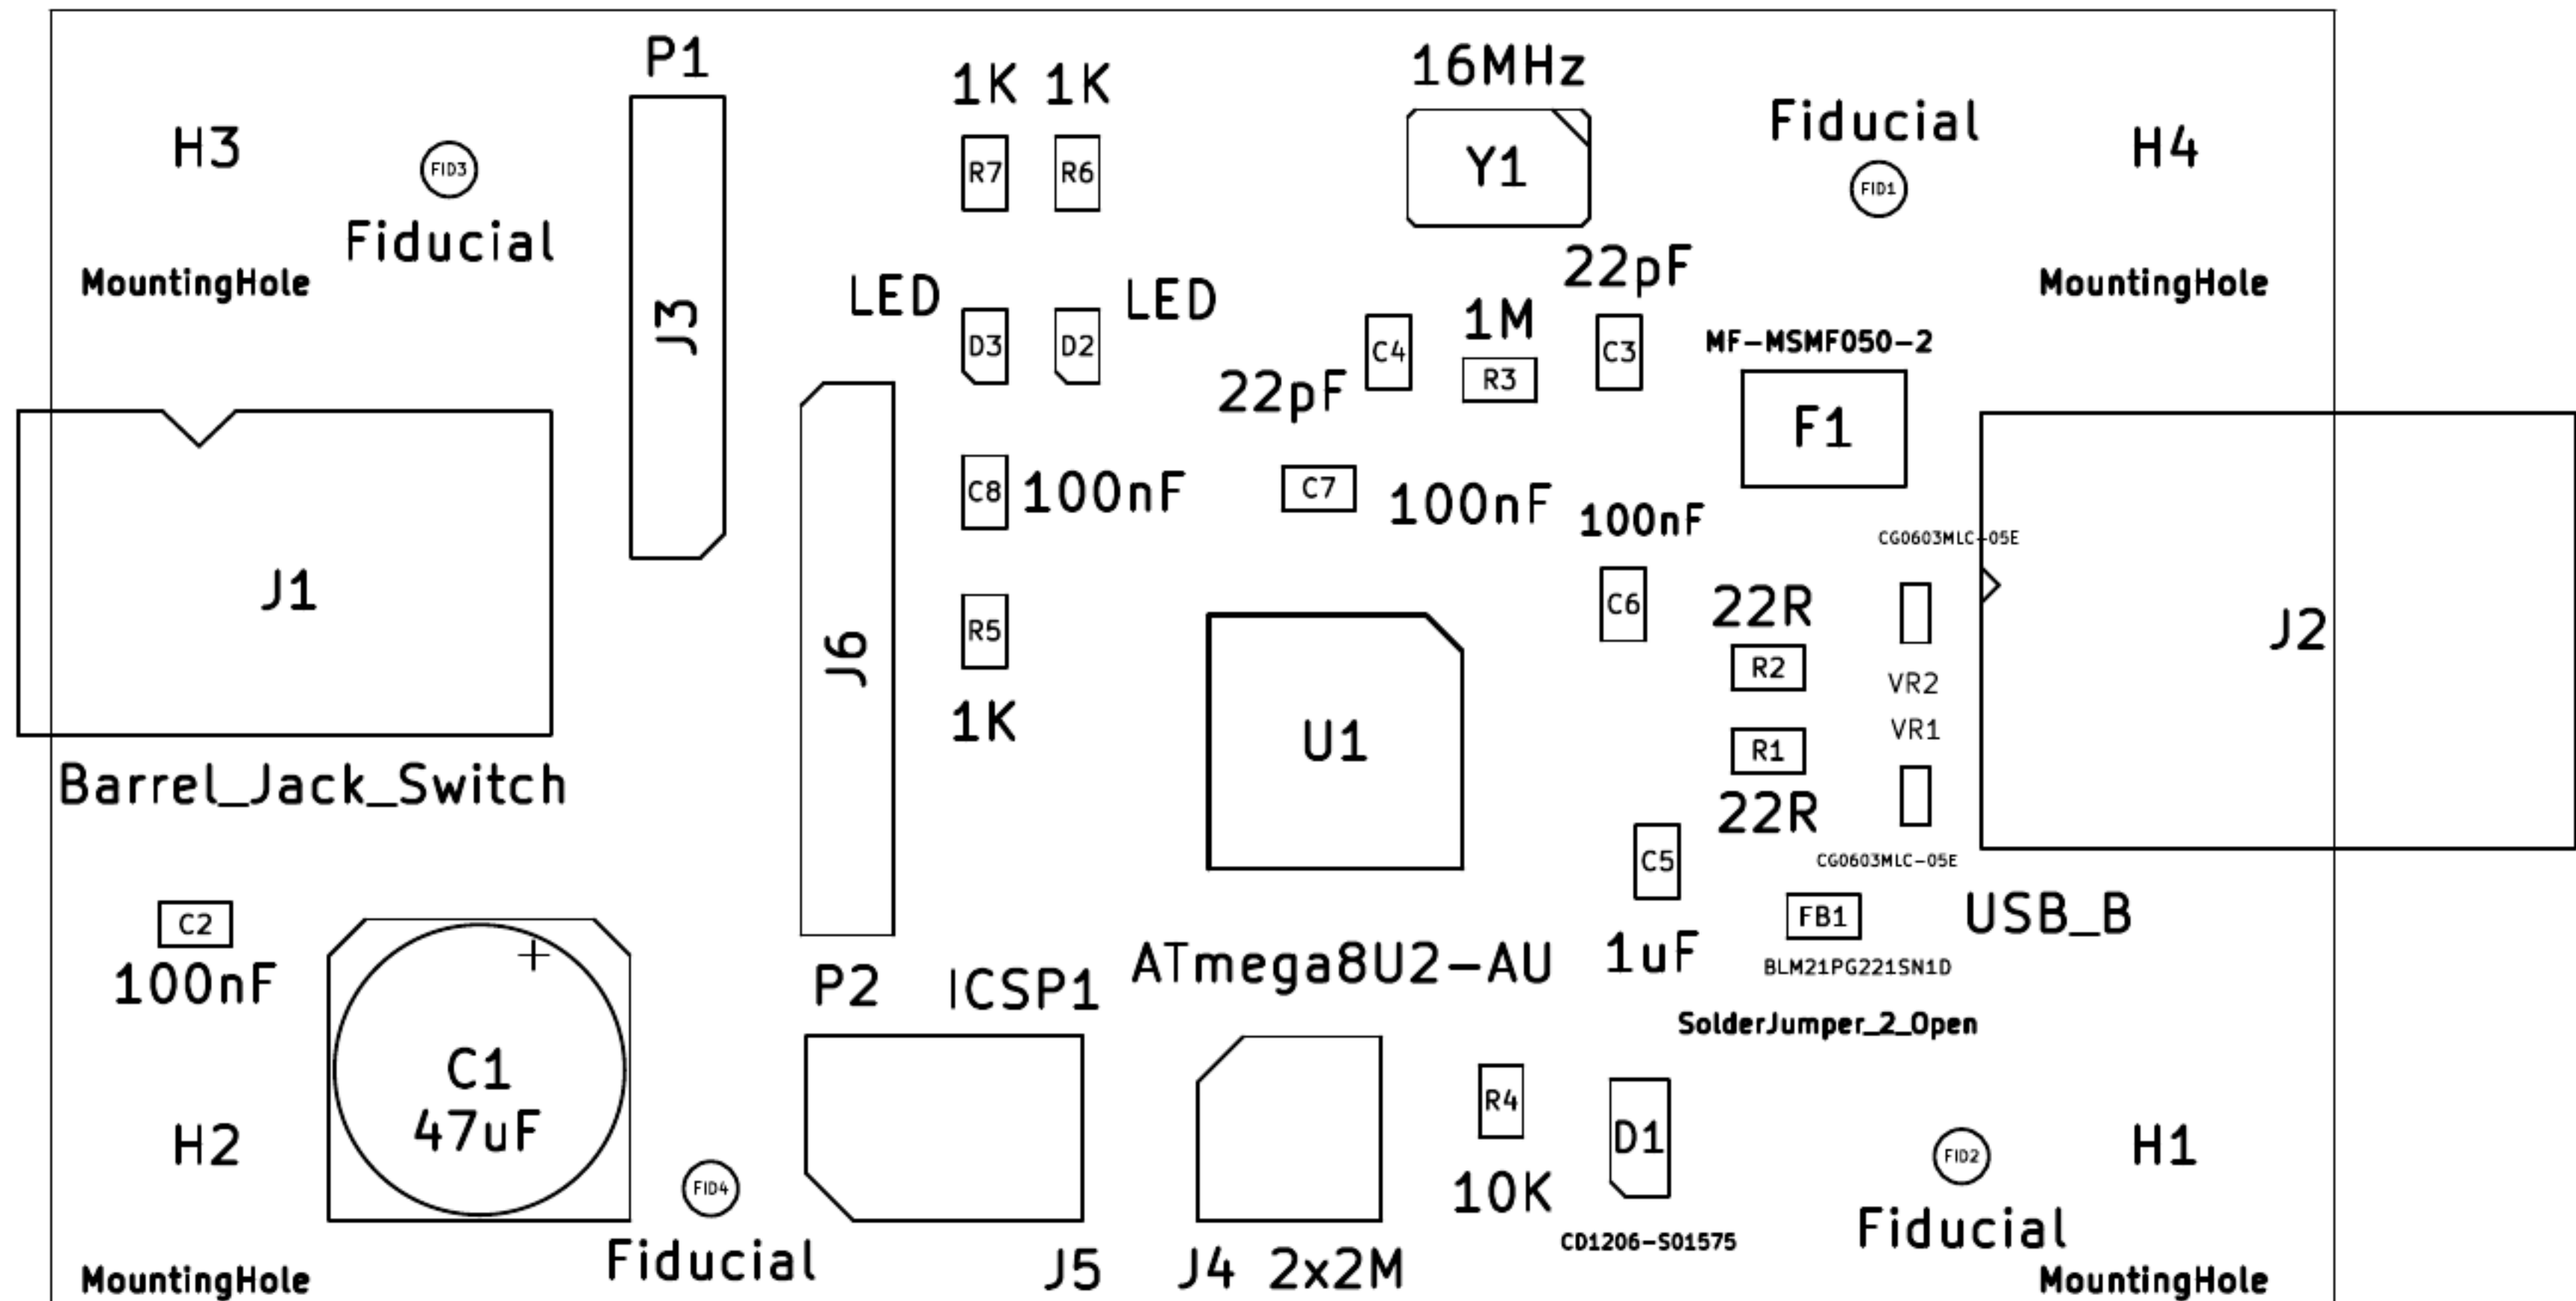 P1
1K 1K
16MHz
Fiducial
H3
FID3
R7
R6
Y1
FID1
H4
Fiducial
MountingHole
LED
LED
J3
22pF
1M
MountingHole
D3
D2
C4
R3
C3
MF-MSMF050-2
22pF
F1
C8 100nF
C7
100nF
100nF
CG0603MLC-05E
J1
R5
J6
C6
22R
R2
J2
VR2
1K
U1
VR1
R1
Barrel_Jack_Switch
22R
C5
CG0603MLC-05E
C2
100nF
FB1
USB_B
P2
ICSP1
ATmega8U2-AU
1uF
BLM21PG221SN1D
SolderJumper_2_Open
C1
47uF
R4
D1
H2
FID4
10K
FID2
H1
Fiducial
CD1206-S01575
Fiducial
MountingHole
J5
J4 2x2M
MountingHole